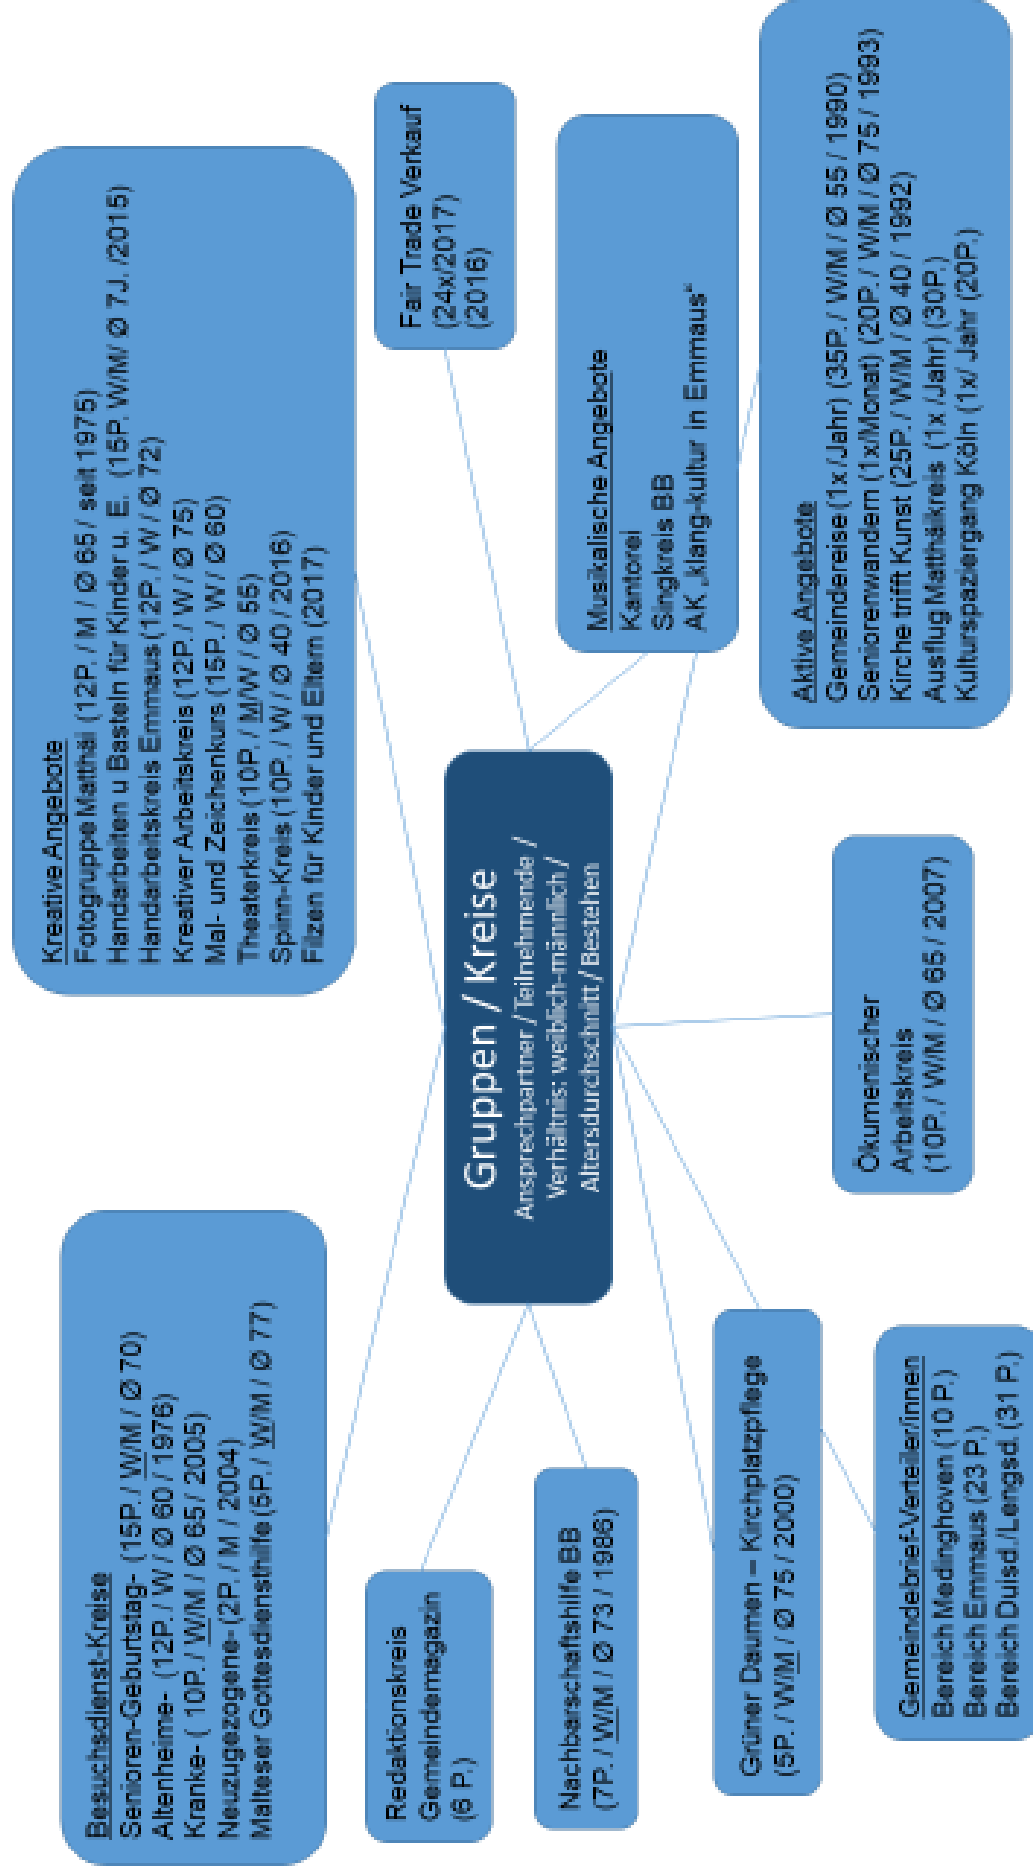 Besuchsdienst-Kreise
Senioren-Geburtstag- (15P. / W/M / Ø 70)
Altenheime- (12P. / W / Ø 60 / 1976)
Kranke- ( 10P. / W/M / Ø 65 / 2005)
Neuzugezogene- (2P. / M / 2004)
Malteser Gottesdiensthilfe (5P. / W/M / Ø 77)
Kreative Angebote
Fotogruppe Matthäi (12P. / M / Ø 65 / seit 1975)
Handarbeiten u Basteln für Kinder u. E. (15P. W/M/ Ø 7J. /2015)
Handarbeitskreis Emmaus (12P. / W / Ø 72)
Kreativer Arbeitskreis (12P. / W / Ø 75)
Mal- und Zeichenkurs (15P. / W / Ø 60)
Theaterkreis (10P. / M/W / Ø 55)
Spinn-Kreis (10P. / W / Ø 40 / 2016)
Filzen für Kinder und Eltern (2017)
Redaktionskreis
Gemeindemagazin
(6 P.)
Fair Trade Verkauf
(24x/2017)
(2016)
Gruppen / Kreise
Ansprechpartner / Teilnehmende /
Verhältnis: weiblich-männlich /
Altersdurchschnitt / Bestehen
Nachbarschaftshilfe BB
(7P. / W/M / Ø 73 / 1986)
Musikalische Angebote
Kantorei
Singkreis BB
AK „klang-kultur in Emmaus“
Grüner Daumen – Kirchplatzpflege
(5P. / W/M / Ø 75 / 2000)
Ökumenischer
Arbeitskreis
(10P. / W/M / Ø 66 / 2007)
Aktive Angebote
Gemeindereise (1x /Jahr) (35P. / W/M / Ø 55 / 1990)
Seniorenwandern (1x/Monat) (20P. / W/M / Ø 75 / 1993)
Kirche trifft Kunst (25P. / W/M / Ø 40 / 1992)
Ausflug Matthäikreis (1x /Jahr) (30P.)
Kulturspaziergang Köln (1x/ Jahr (20P.)
Gemeindebrief-Verteiler/innen
Bereich Medinghoven (10 P.)
Bereich Emmaus (23 P.)
Bereich Duisd./Lengsd. (31 P.)